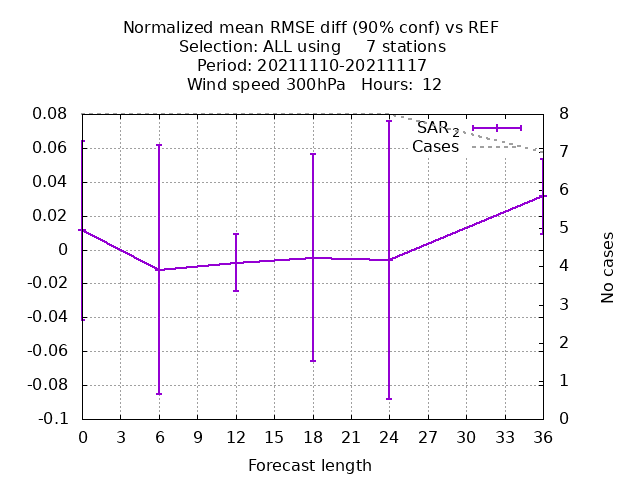 Normalized mean RMSE diff (90% conf) vs REF
Selection: ALL using     7 stations
Period: 20211110-20211117
Wind speed 300hPa   Hours:  12
SAR_2
Cases
0.08
0.06
0.04
0.02
0
-0.02
-0.04
-0.06
-0.08
-0.1
8
7
6
5
4
3
2
1
0
No cases
0 3 6 9 12 15 18 21 24 27 30 33 36
Forecast length